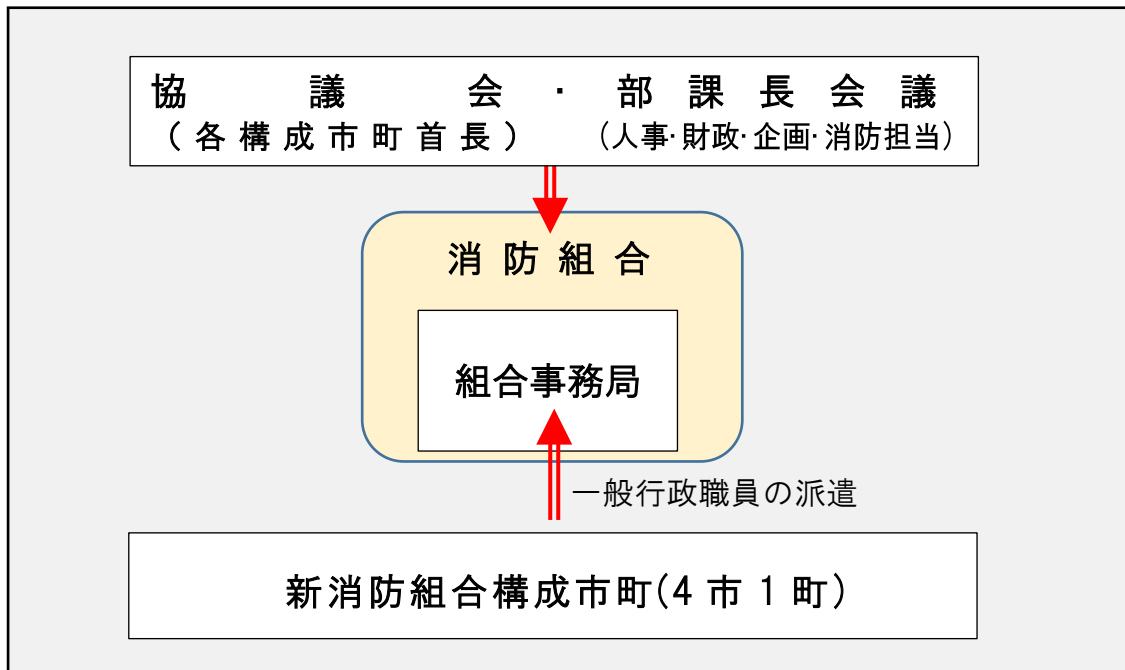 協議会・部課長会議
（各構成市町首長）　（人事・財政・企画・消防担当）
消防組合
組合事務局
一般行政職員の派遣
新消防組合構成市町(4市1町)